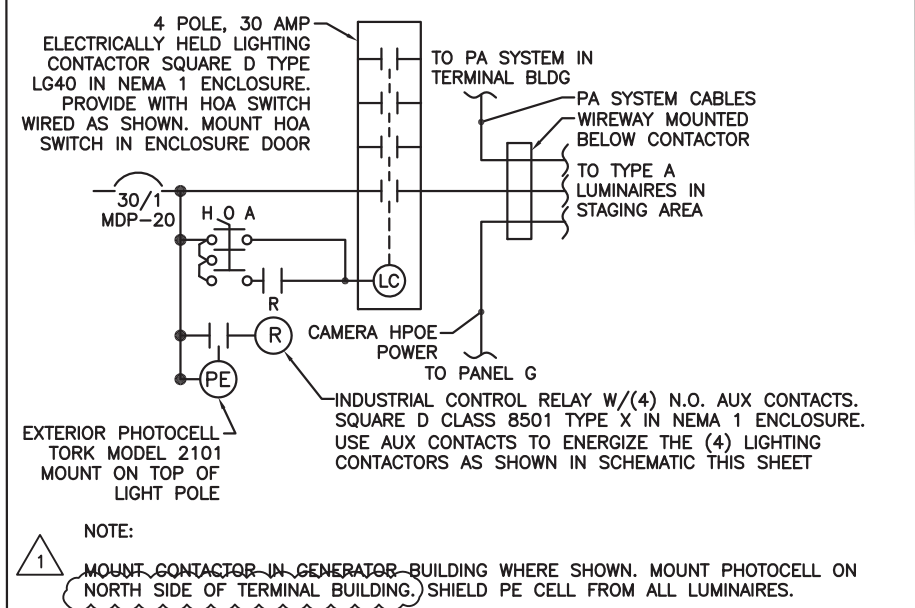 4 POLE, 30 AMP
ELECTRICALLY HELD LIGHTING
CONTACTOR SQUARE D TYPE
LG40 IN NEMA 1 ENCLOSURE.
PROVIDE WITH HOA SWITCH
WIRED AS SHOWN. MOUNT HOA
SWITCH IN ENCLOSURE DOOR
TO PA SYSTEM IN
TERMINAL BLDG
PA SYSTEM CABLES
WIREWAY MOUNTED
BELOW CONTACTOR
TO TYPE A
LUMINAIRES IN
STAGING AREA
30/1
MDP-20
H O A
LC
R
R
CAMERA HPOE
POWER
TO PANEL G
PE
INDUSTRIAL CONTROL RELAY W/(4) N.O. AUX CONTACTS.
SQUARE D CLASS 8501 TYPE X IN NEMA 1 ENCLOSURE.
USE AUX CONTACTS TO ENERGIZE THE (4) LIGHTING
CONTACTORS AS SHOWN IN SCHEMATIC THIS SHEET
EXTERIOR PHOTOCELL
TORK MODEL 2101
MOUNT ON TOP OF
LIGHT POLE
NOTE:
1
MOUNT CONTACTOR IN GENERATOR BUILDING WHERE SHOWN. MOUNT PHOTOCELL ON
NORTH SIDE OF TERMINAL BUILDING. SHIELD PE CELL FROM ALL LUMINAIRES.